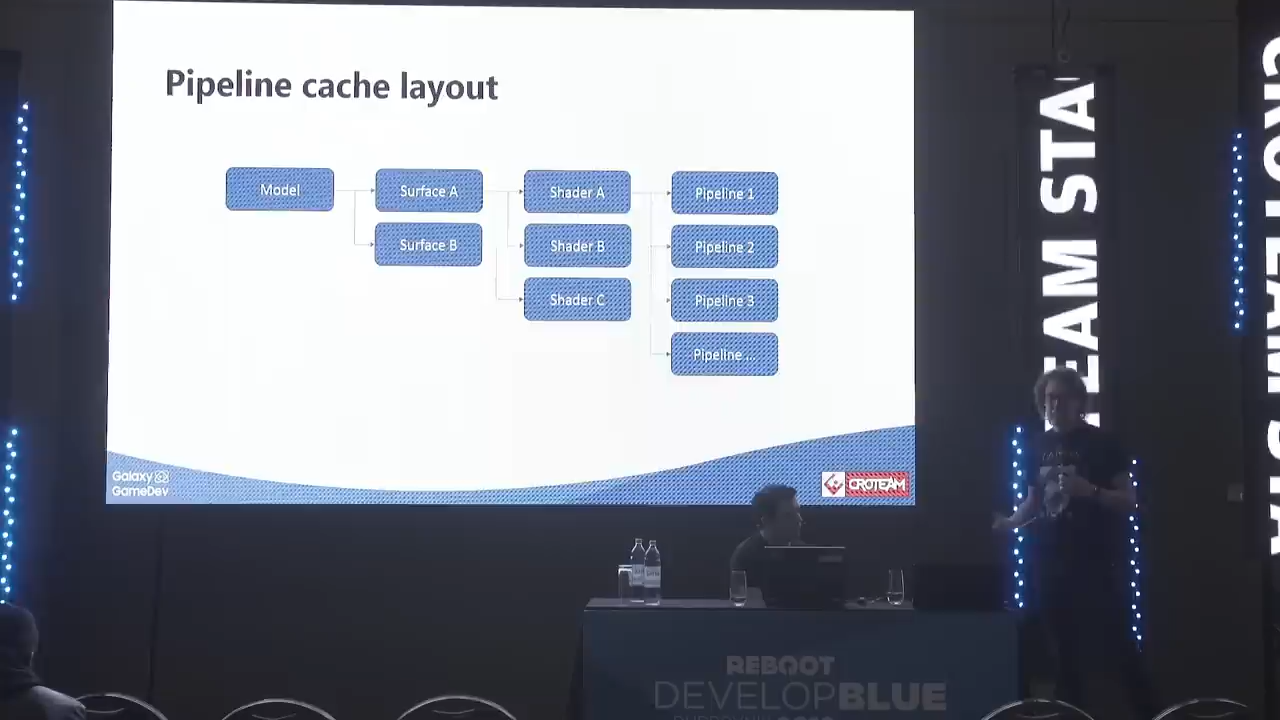 Pipeline cache layout
Model
Surface A
Shader A
Pipeline 1
Surface B
Shader B
Pipeline 2
Shader C
Pipeline 3
Pipeline ...
Galaxy
GameDev
CROTEAM
TEAM STA
REBOOT
DEVELOPBLUE